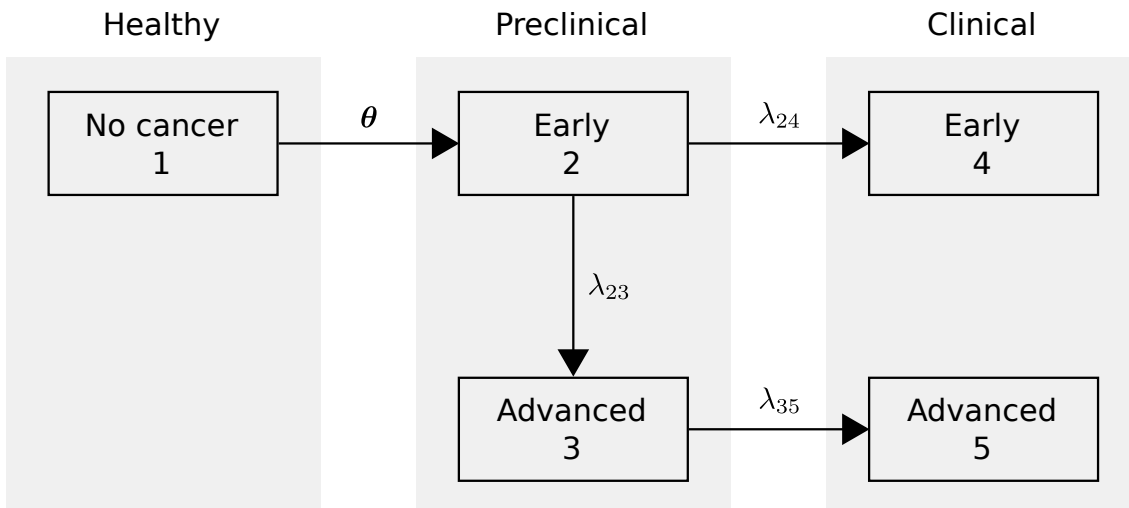 Healthy
Preclinical
Clinical
No cancer
1
θ
Early
2
λ24
Early
4
λ23
Advanced
3
λ35
Advanced
5